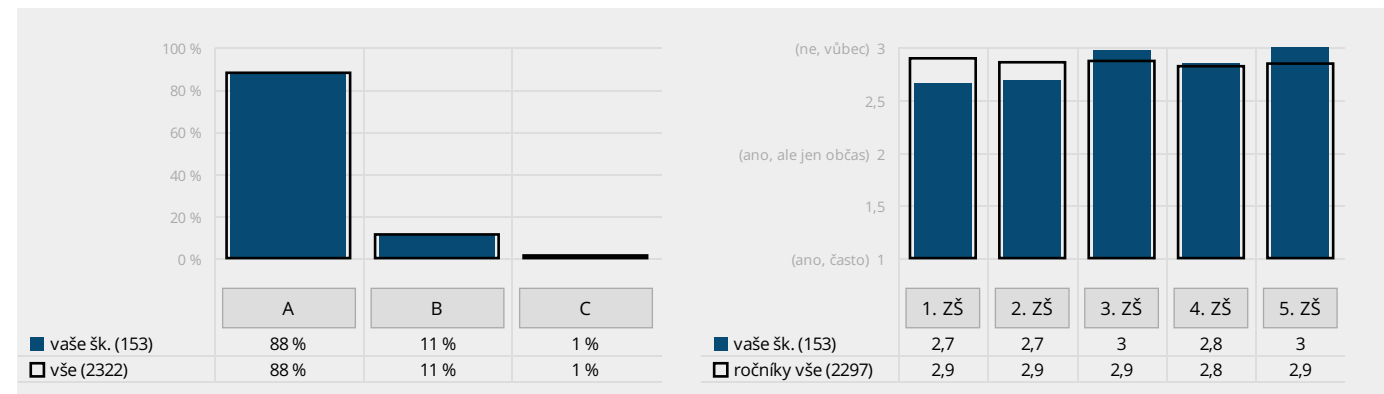 100 %
80 %
60 %
40 %
20 %
0 %
A B C
vaše šk. (153) 88 % 11 % 1 %
vše (2322) 88 % 11 % 1 %
(ne, vůbec) 3
2,5
(ano, ale jen občas) 2
1,5
(ano, často) 1
1. ZŠ 2. ZŠ 3. ZŠ 4. ZŠ 5. ZŠ
vaše šk. (153) 2,7 2,7 3 2,8 3
ročníky vše (2297) 2,9 2,9 2,9 2,8 2,9